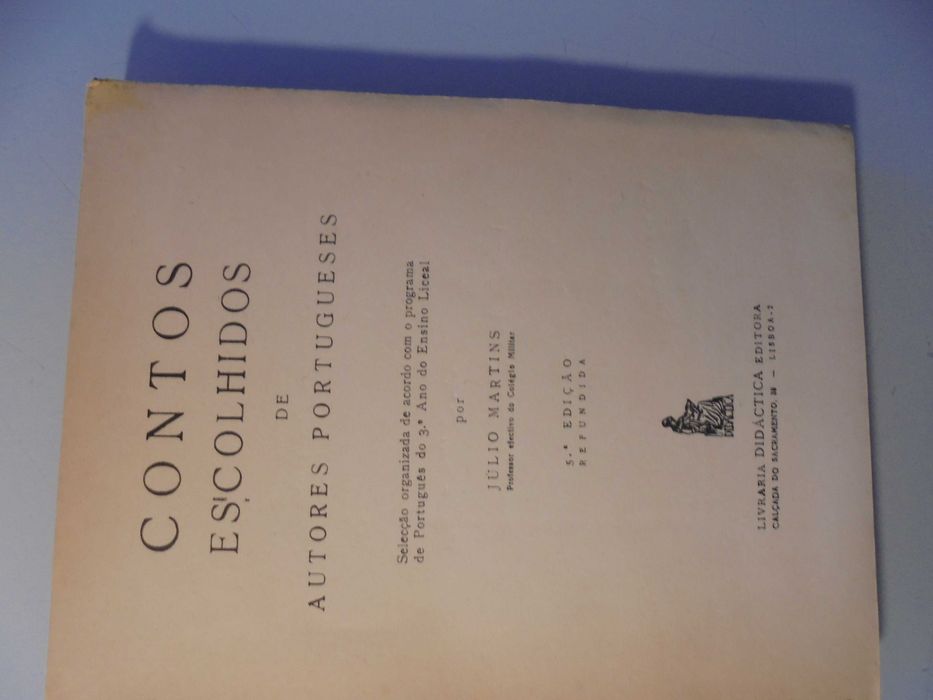 CONTOS
ESCOLHIDOS
DE
AUTORES PORTUGUESES
Selecção organizada de acordo com o programa
de Português do 3.º Ano do Ensino Liceal
por
JÚLIO MARTINS
Professor efectivo do Colégio Militar
5.ª EDIÇÃO
REFUNDIDA
LIVRARIA DIDÁCTICA EDITORA
CALÇADA DO SACRAMENTO, — LISBOA-2